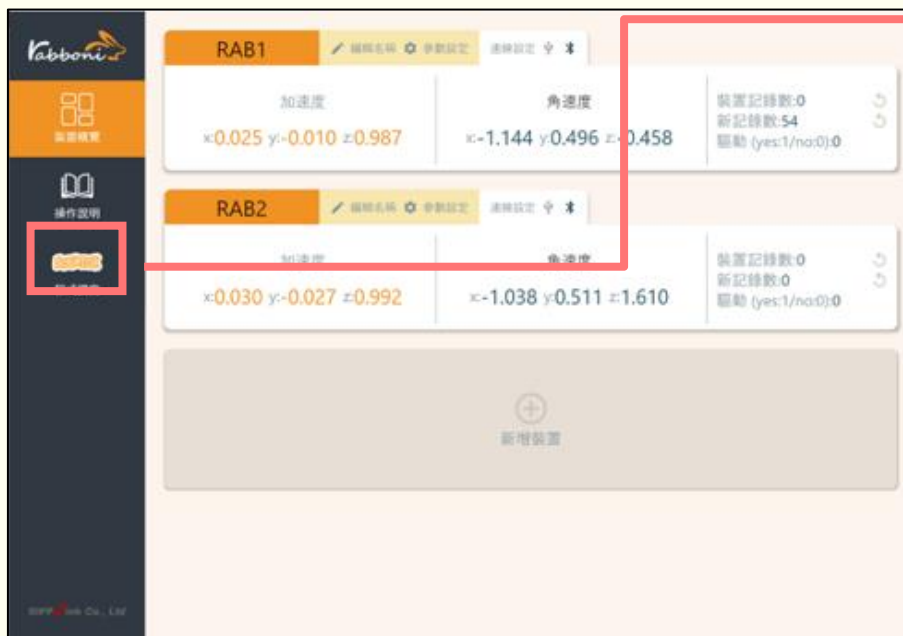 Rabboni
裝置概覽
操作說明
RAB1 編輯名稱 參數設定 連線設定
加速度
x:0.025 y:-0.010 z:0.987
角速度
x:-1.144 y:0.496 z:-0.458
裝置記錄數:0
新記錄數:54
驅動 (yes:1/no:0):0
RAB2 編輯名稱 參數設定 連線設定
加速度
x:0.030 y:-0.027 z:0.992
角速度
x:-1.038 y:0.511 z:1.610
裝置記錄數:0
新記錄數:0
驅動 (yes:1/no:0):0
新增裝置
Co., Ltd